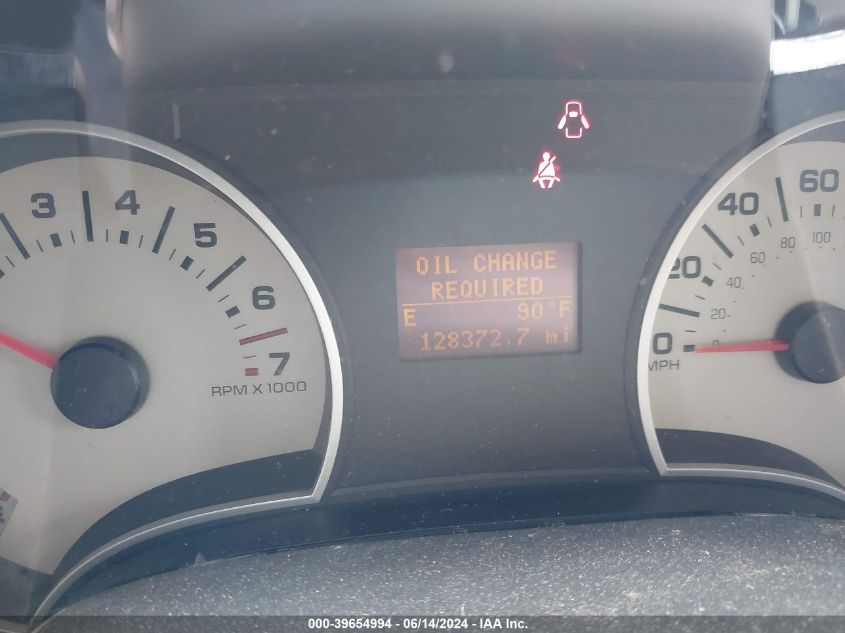 3 4 5 6 7
RPM X 1000
OIL CHANGE
REQUIRED
E 90°F
128372.7 mi
0 20 40 60
0 20 40 60 80 100
MPH
000-39654994 / 06/14/2024 - IAA Inc.